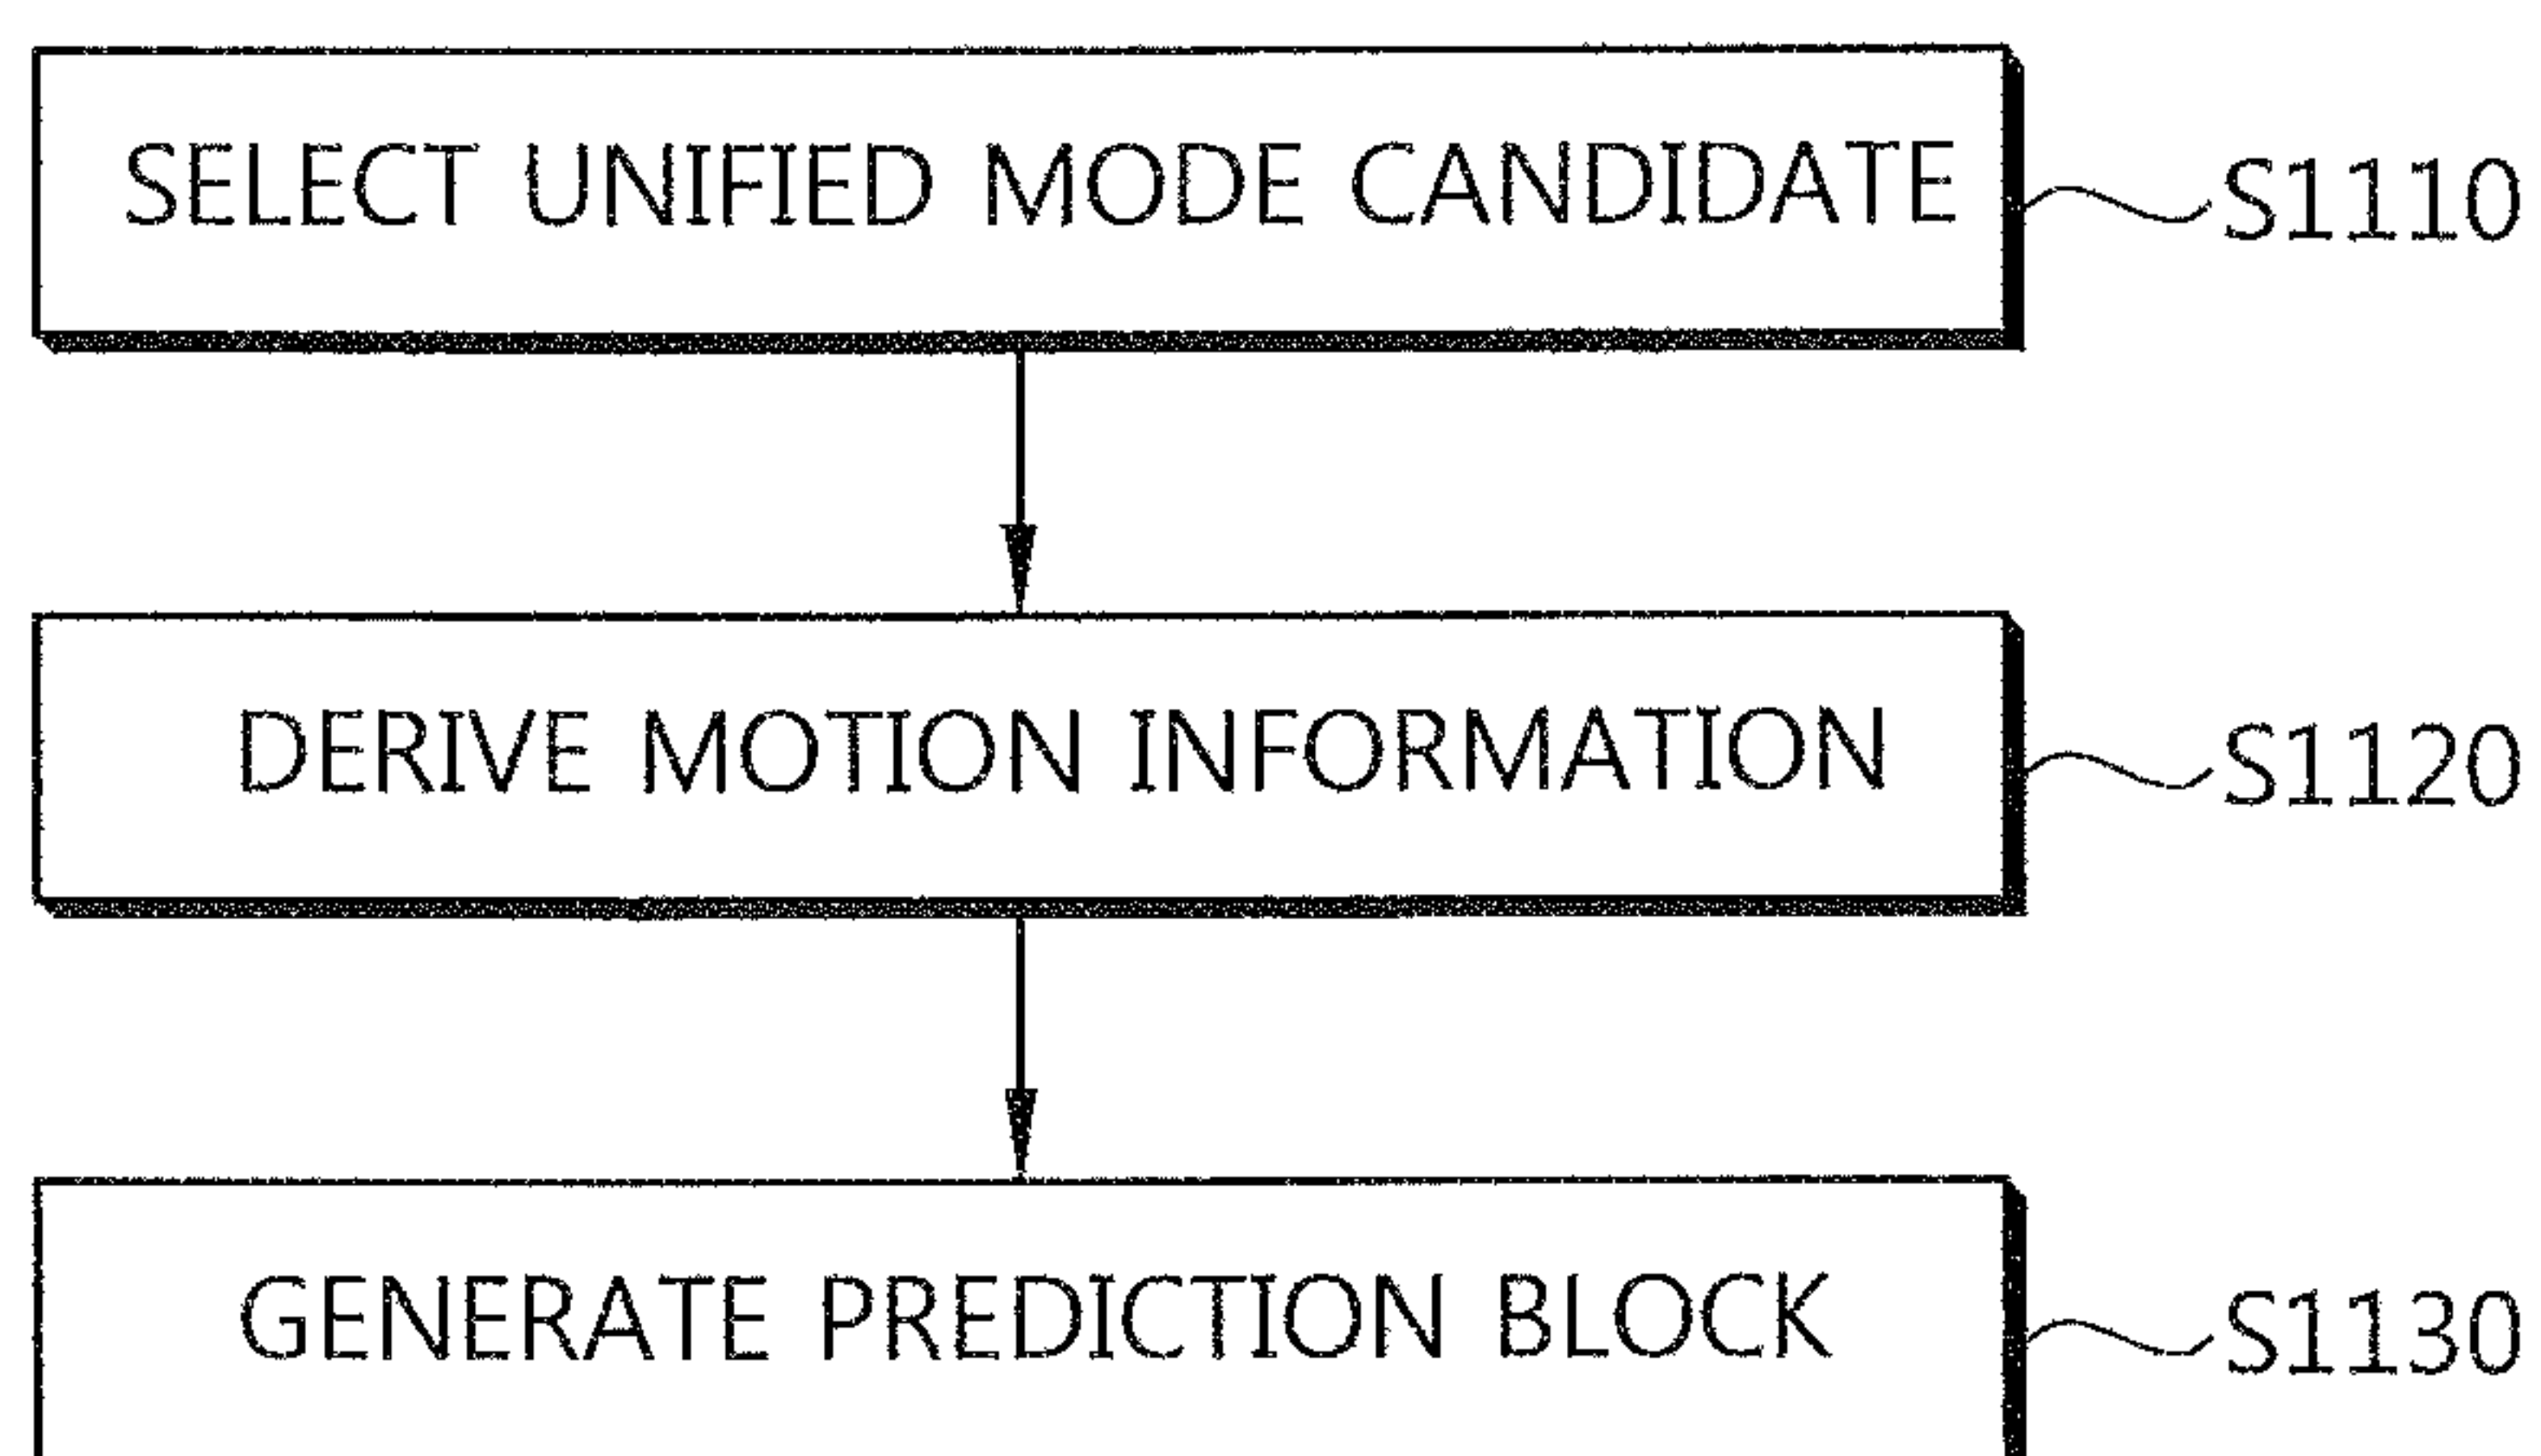 SELECT UNIFIED MODE CANDIDATE
S1110
DERIVE MOTION INFORMATION
S1120
GENERATE PREDICTION BLOCK
S1130